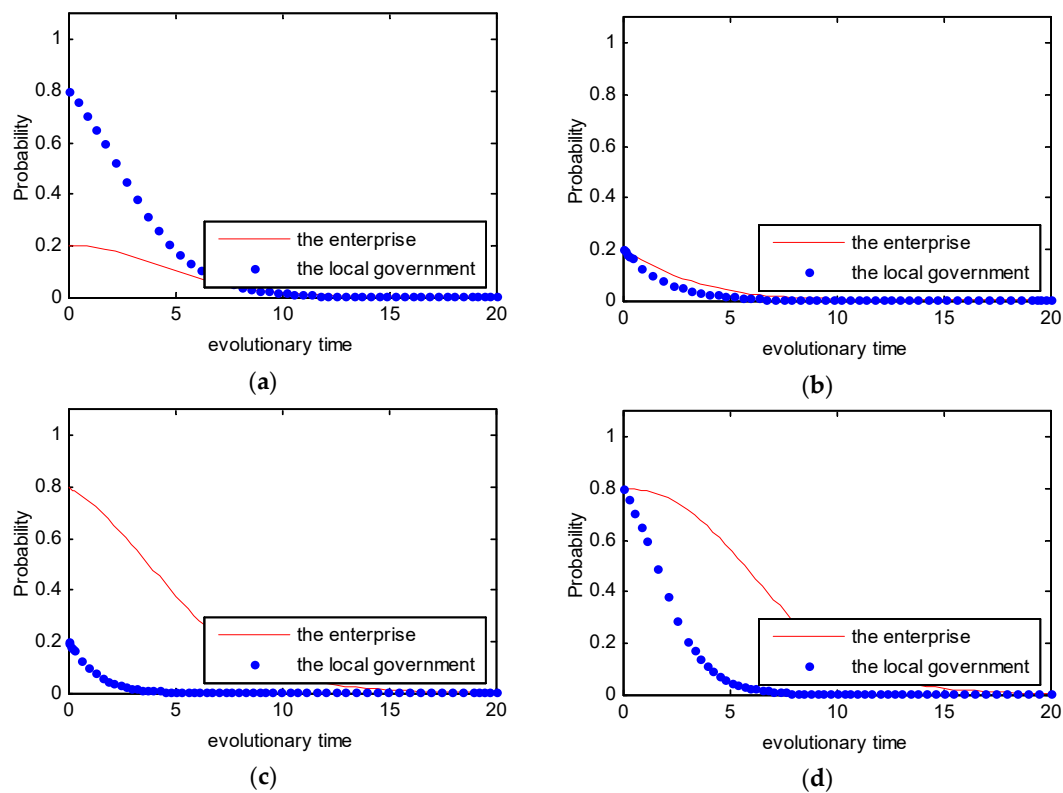 1
0.8
0.6
0.4
0.2
0
Probability
the enterprise
the local government
0 5 10 15 20
evolutionary time
(a)
1
0.8
0.6
0.4
0.2
0
Probability
the enterprise
the local government
0 5 10 15 20
evolutionary time
(b)
1
0.8
0.6
0.4
0.2
0
Probability
the enterprise
the local government
0 5 10 15 20
evolutionary time
(c)
1
0.8
0.6
0.4
0.2
0
Probability
the enterprise
the local government
0 5 10 15 20
evolutionary time
(d)